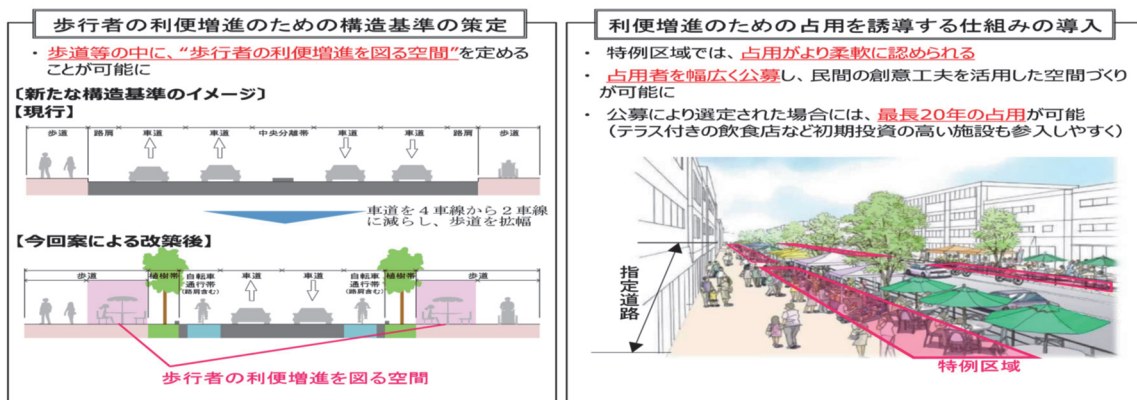 歩行者の利便増進のための構造基準の策定
・ 歩道等の中に、“歩行者の利便増進を図る空間”を定める
ことが可能に
〔新たな構造基準のイメージ〕
【現行】
歩道 路肩 車道 車道 中央分離帯 車道 車道 路肩 歩道
車道を4車線から2車線
に減らし、歩道を拡幅
【今回案による改築後】
歩道 植樹帯 自転車 車道 車道 自転車 植樹帯 歩道
通行帯 通行帯
(路肩含む) (路肩含む)
歩行者の利便増進を図る空間
利便増進のための占用を誘導する仕組みの導入
・ 特例区域では、占用がより柔軟に認められる
・ 占用者を幅広く公募し、民間の創意工夫を活用した空間づくり
が可能に
・ 公募により選定された場合には、最長20年の占用が可能
（テラス付きの飲食店など初期投資の高い施設も参入しやすく）
指定道路
特例区域